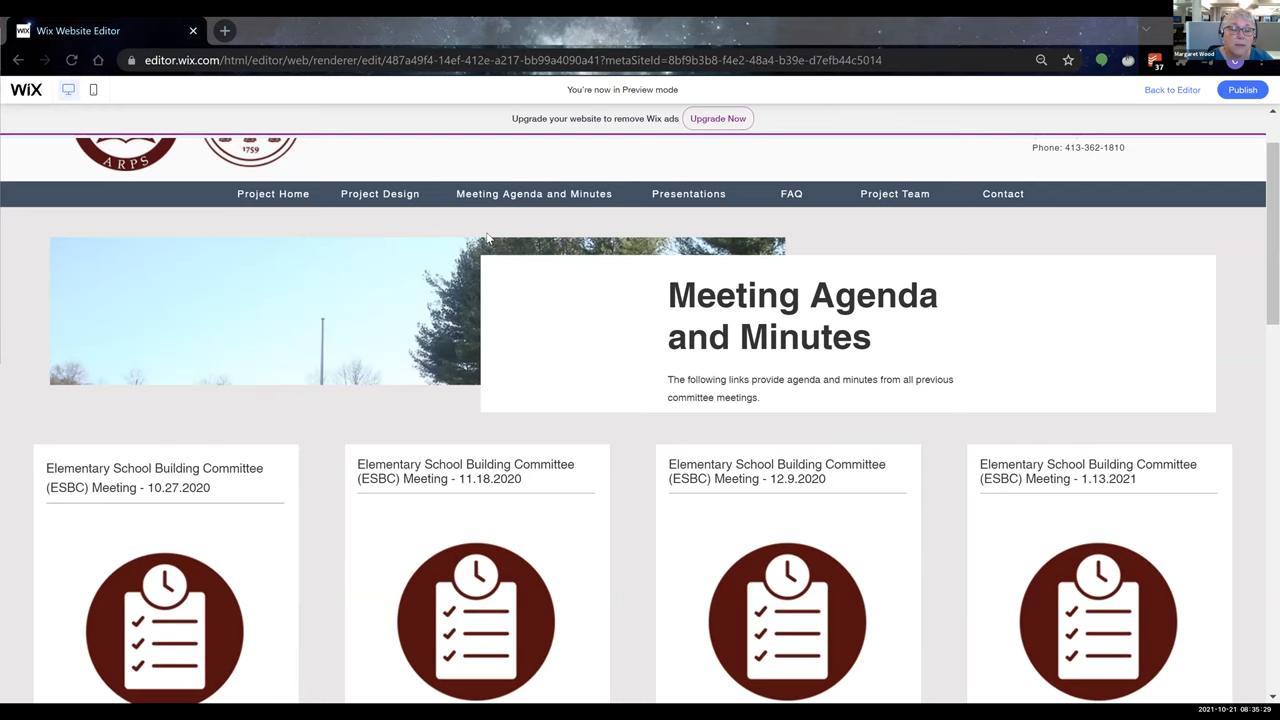 WIX Wix Website Editor
Margaret Wood
editor.wix.com/html/editor/web/renderer/edit/487a49f4-14ef-412e-a217-bb99a4090a41?metaSiteId=8bf9b3b8-f4e2-48a4-b39e-d7efb44c5014
37
WiX
You're now in Preview mode
Back to Editor
Publish
Upgrade your website to remove Wix ads
Upgrade Now
ARPS
1759
Phone: 413-362-1810
Project Home Project Design Meeting Agenda and Minutes Presentations FAQ Project Team Contact
Meeting Agenda
and Minutes
The following links provide agenda and minutes from all previous
committee meetings.
Elementary School Building Committee
(ESBC) Meeting - 10.27.2020
Elementary School Building Committee
(ESBC) Meeting - 11.18.2020
Elementary School Building Committee
(ESBC) Meeting - 12.9.2020
Elementary School Building Committee
(ESBC) Meeting - 1.13.2021
2021-10-21 08:35:29